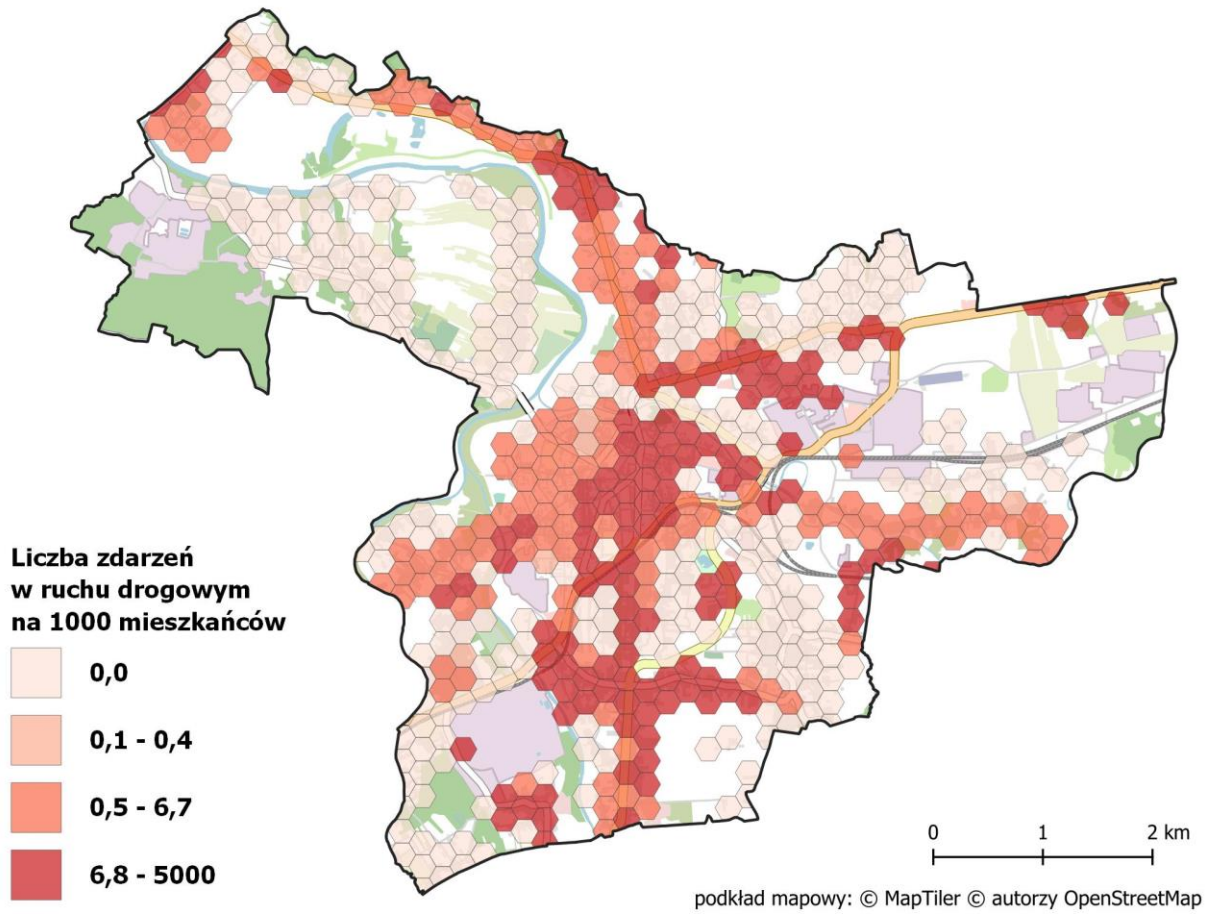 Liczba zdarzeń
w ruchu drogowym
na 1000 mieszkańców
0,0
0,1 - 0,4
0,5 - 6,7
6,8 - 5000
0 1 2 km
podkład mapowy: © MapTiler © autorzy OpenStreetMap